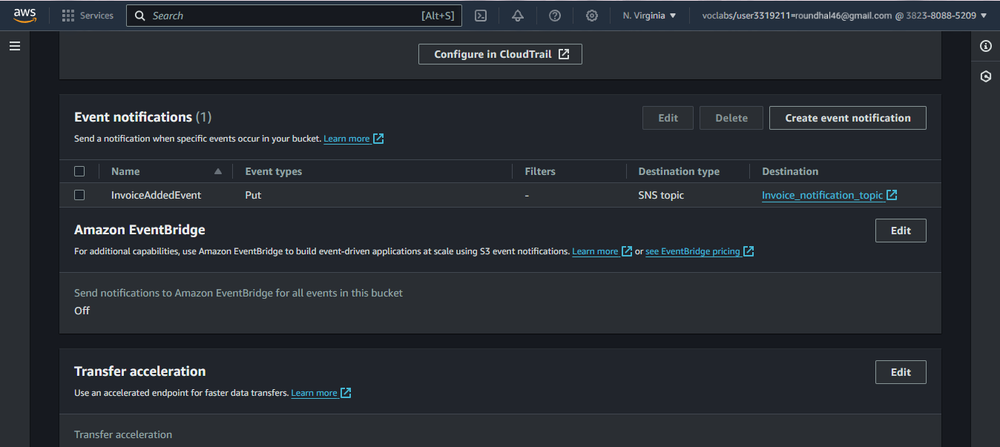 aws Services Search [Alt+S] N. Virginia voclabs/user3319211=roundhal46@gmail.com @ 3823-8088-5209
Configure in CloudTrail
Event notifications (1) Edit Delete Create event notification
Send a notification when specific events occur in your bucket. Learn more
Name Event types Filters Destination type Destination
InvoiceAddedEvent Put - SNS topic Invoice_notification_topic
Amazon EventBridge Edit
For additional capabilities, use Amazon EventBridge to build event-driven applications at scale using S3 event notifications. Learn more or see EventBridge pricing
Send notifications to Amazon EventBridge for all events in this bucket
Off
Transfer acceleration Edit
Use an accelerated endpoint for faster data transfers. Learn more
Transfer acceleration